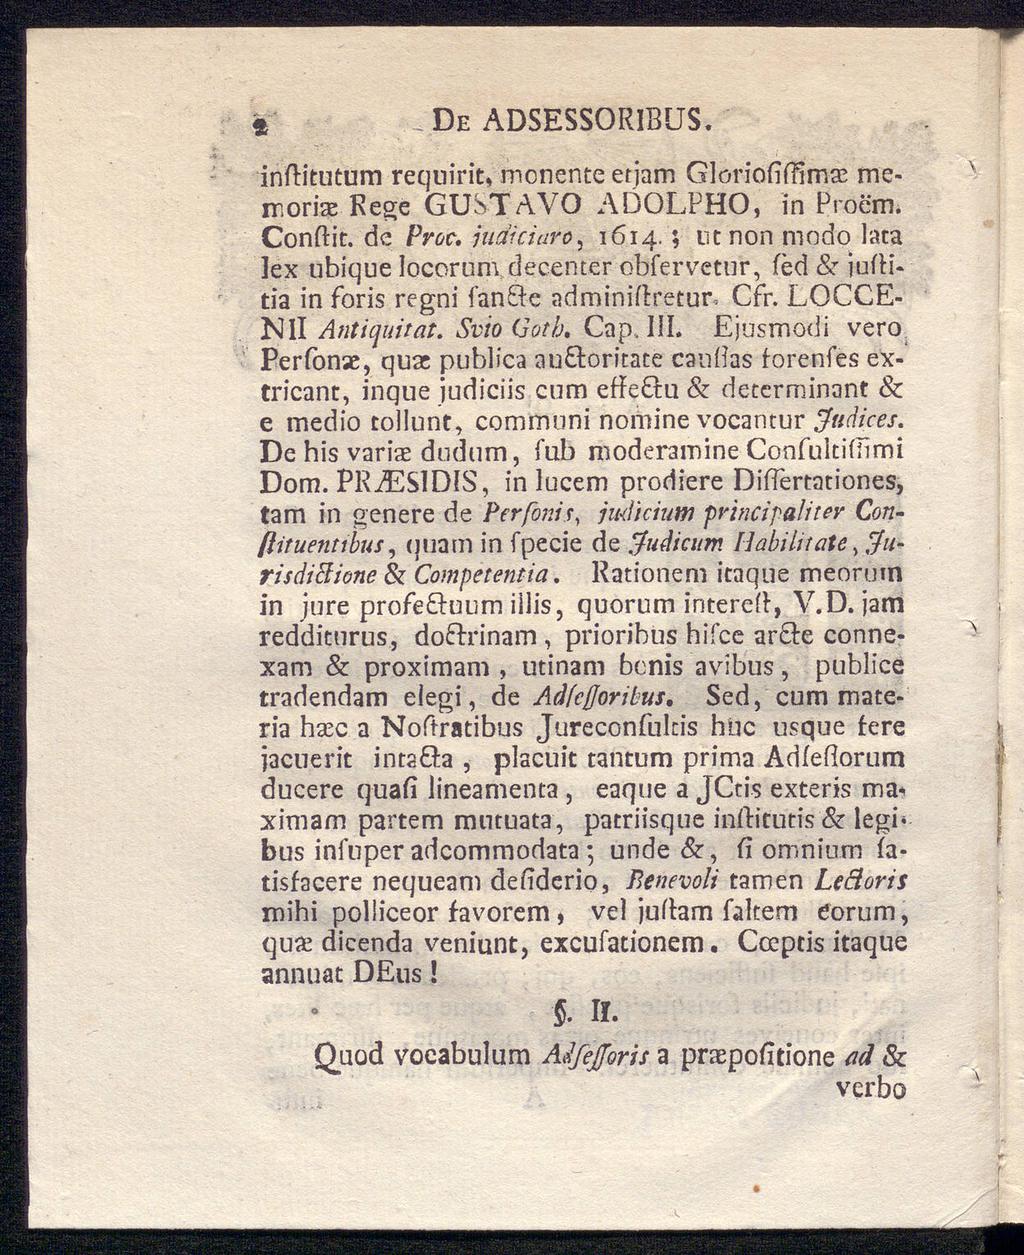 2 DE ADSESSORIBUS.
inſtitutum requirit, monente etjam Glorioſiſſimæ me-
moriæ Rege GUSTAVO ADOLPHO, in Proëm.
Conſtit. de Proc. judiciaro, 1614. ; ut non modo lata
lex ubique locorum decenter obſervetur, ſed & juſti-
tia in foris regni ſancte adminiſtretur. Cfr. LOCCE-
NII Antiquitat. Svio Goth. Cap. III. Ejusmodi vero
Perſonæ, quæ publica auctoritate cauſſas forenſes ex-
tricant, inque judiciis cum effectu & determinant &
e medio tollunt, communi nomine vocantur Judices.
De his variæ dudum, ſub moderamine Conſultiſſimi
Dom. PRÆSIDIS, in lucem prodiere Diſſertationes,
tam in genere de Perſonis, judicium principaliter Con-
ſtituentibus, quam in ſpecie de Judicum Habilitate, Ju-
risdictione & Competentia. Rationem itaque meorum
in jure profectuum illis, quorum intereſt, V.D. jam
redditurus, doctrinam, prioribus hiſce arcte conne-
xam & proximam, utinam bonis avibus, publice
tradendam elegi, de Adſeſſoribus. Sed, cum mate-
ria hæc a Noſtratibus Jureconſultis huc usque fere
jacuerit intacta, placuit tantum prima Adſeſſorum
ducere quaſi lineamenta, eaque a JCtis exteris ma-
ximam partem mutuata, patriisque inſtitutis & legi-
bus inſuper adcommodata; unde &, ſi omnium ſa-
tisfacere nequeam deſiderio, Benevoli tamen Lectoris
mihi polliceor favorem, vel juſtam ſaltem eorum,
quæ dicenda veniunt, excuſationem. Cœptis itaque
annuat DEus!
§. II.
Quod vocabulum Adſeſſoris a præpoſitione ad &
verbo